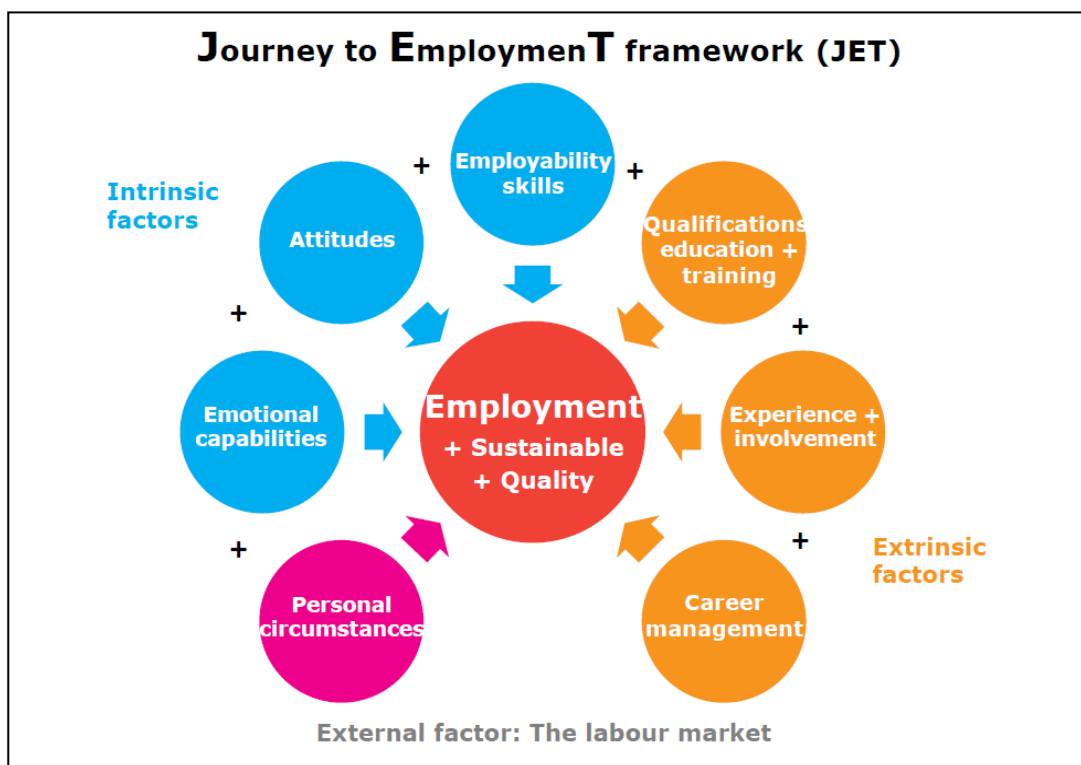 Journey to EmploymenT framework (JET)
+
Employability
skills
+
Intrinsic
factors
Attitudes
Qualifications
education +
training
+
+
Emotional
capabilities
Employment
+ Sustainable
+ Quality
Experience +
involvement
+
+
Extrinsic
factors
Personal
circumstances
Career
management
External factor: The labour market